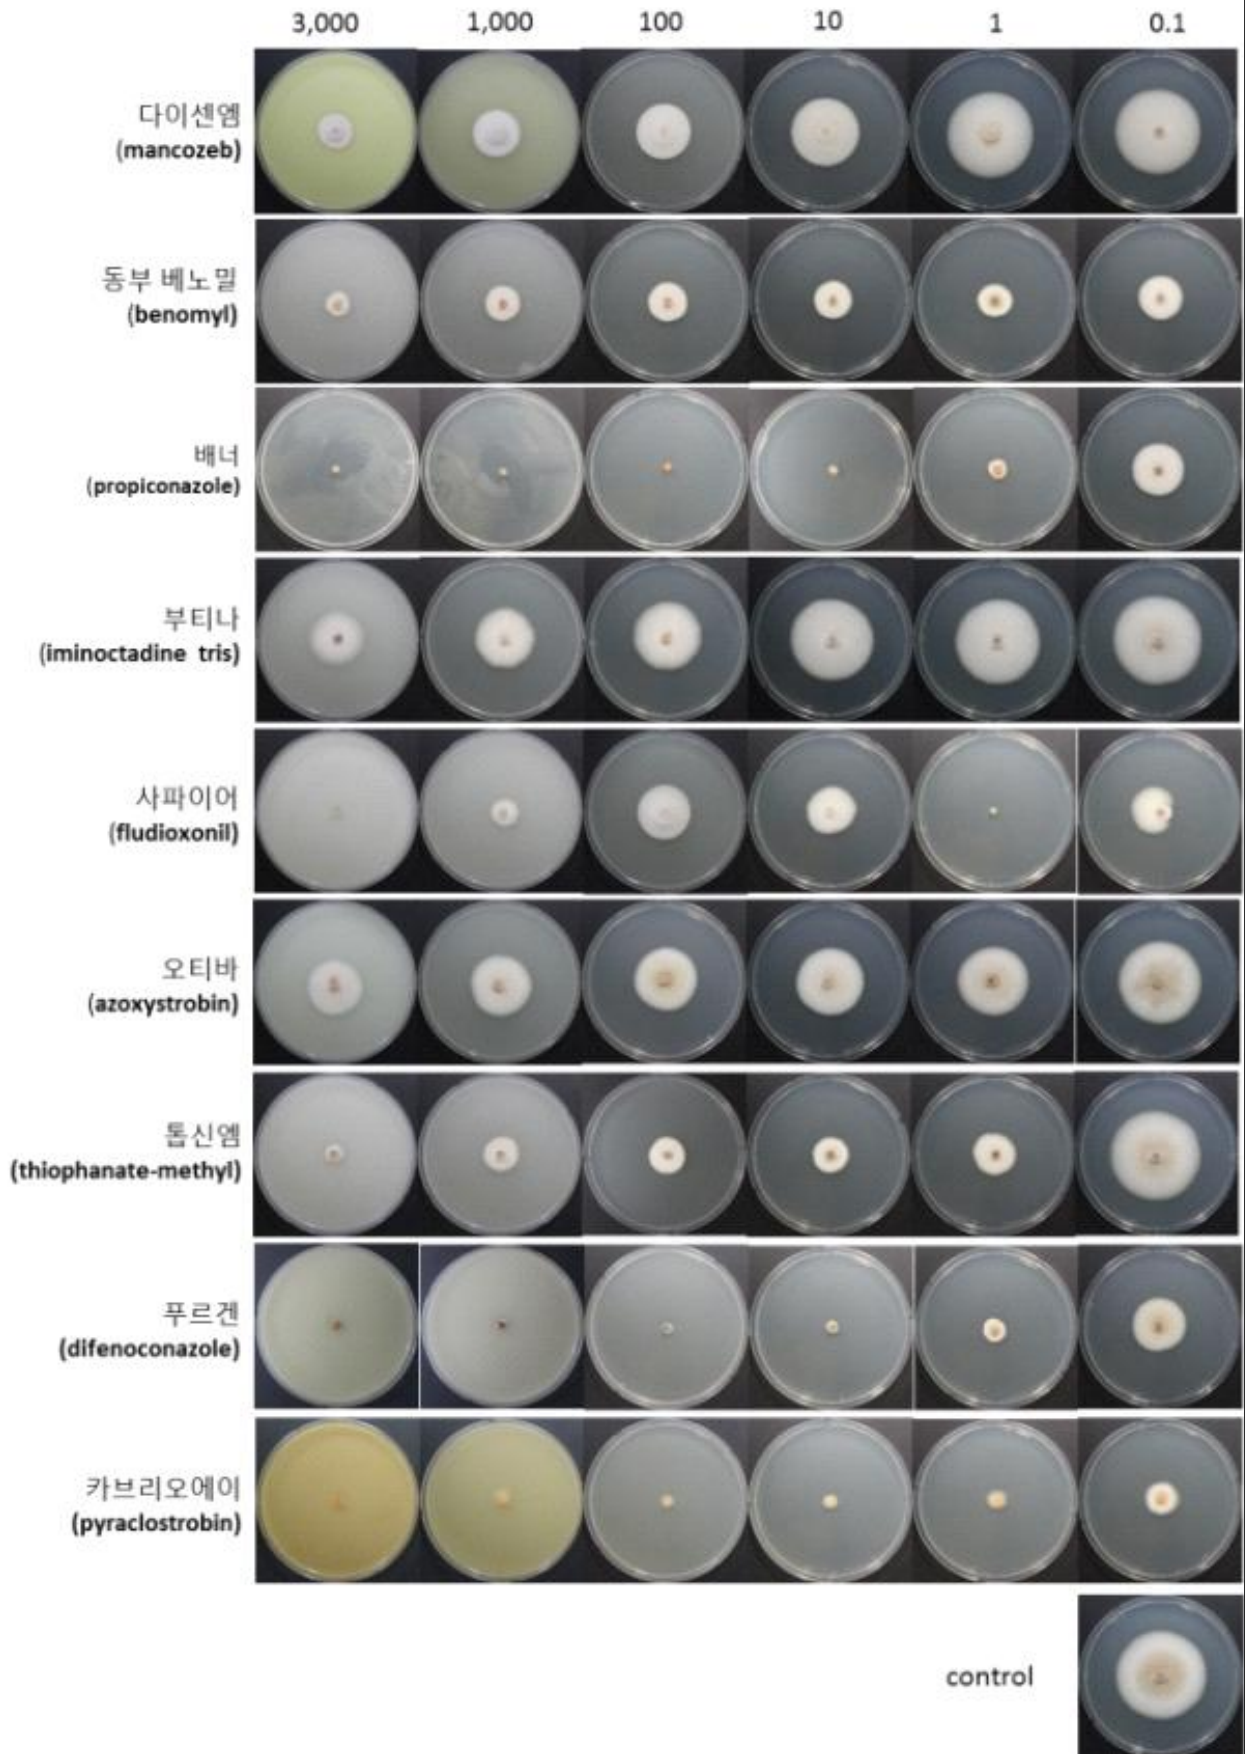 3,000 1,000 100 10 1 0.1
다이센엠
(mancozeb)
동부 베노밀
(benomyl)
배너
(propiconazole)
부티나
(iminoctadine tris)
사파이어
(fludioxonil)
오티바
(azoxystrobin)
톱신엠
(thiophanate-methyl)
푸르겐
(difenoconazole)
카브리오에이
(pyraclostrobin)
control